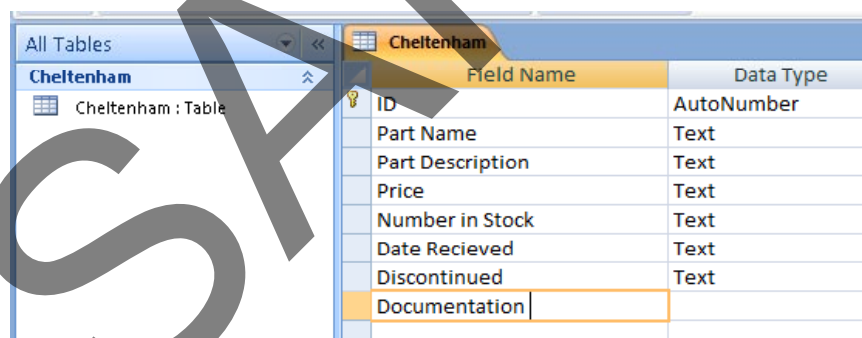 All Tables
Cheltenham
Cheltenham : Table
Cheltenham
Field Name Data Type
ID AutoNumber
Part Name Text
Part Description Text
Price Text
Number in Stock Text
Date Recieved Text
Discontinued Text
Documentation
SA